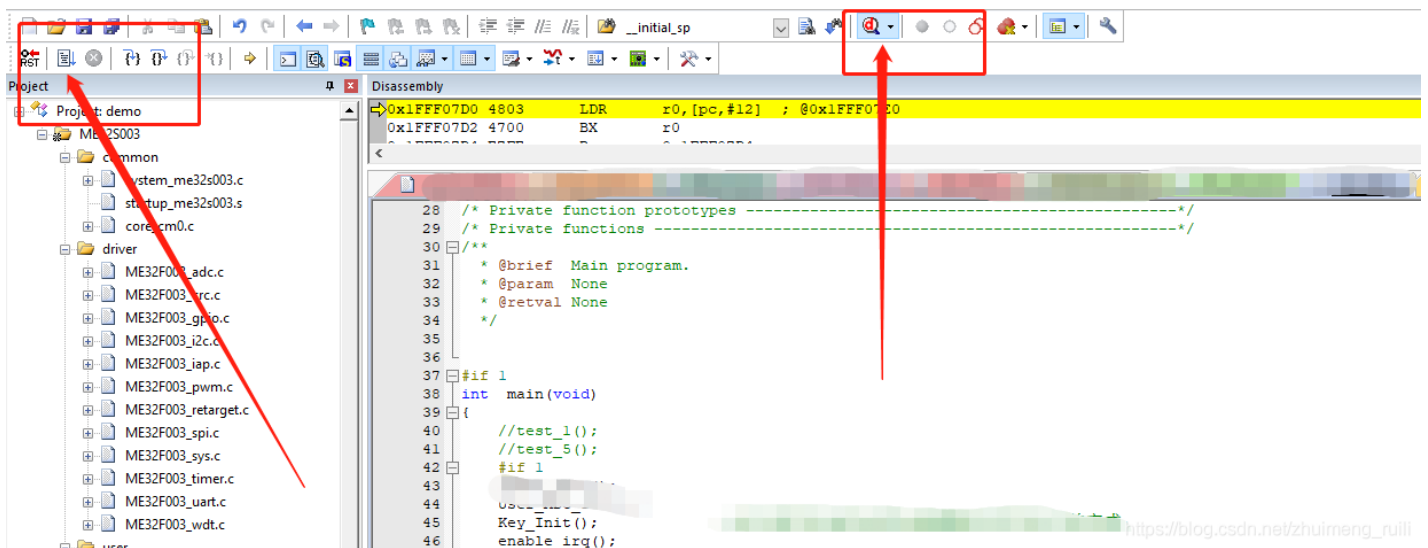 __initial_sp
RST
Project
Disassembly
Project: demo
0x1FFF07D0 4803 LDR r0,[pc,#12] ; @0x1FFF07E0
ME32S003
0x1FFF07D2 4700 BX r0
common
system_me32s003.c
startup_me32s003.s
core_cm0.c
driver
ME32F003_adc.c
ME32F003_crc.c
ME32F003_gpio.c
ME32F003_i2c.c
ME32F003_iap.c
ME32F003_pwm.c
ME32F003_retarget.c
ME32F003_spi.c
ME32F003_sys.c
ME32F003_timer.c
ME32F003_uart.c
ME32F003_wdt.c
user
28 /* Private function prototypes -----------------------------------------------*/
29 /* Private functions ---------------------------------------------------------*/
30 /**
31 * @brief Main program.
32 * @param None
33 * @retval None
34 */
35
36
37 #if 1
38 int main(void)
39 {
40 //test_1();
41 //test_5();
42 #if 1
43
44
45 Key_Init();
46 enable irq();
https://blog.csdn.net/zhuimeng_ruili